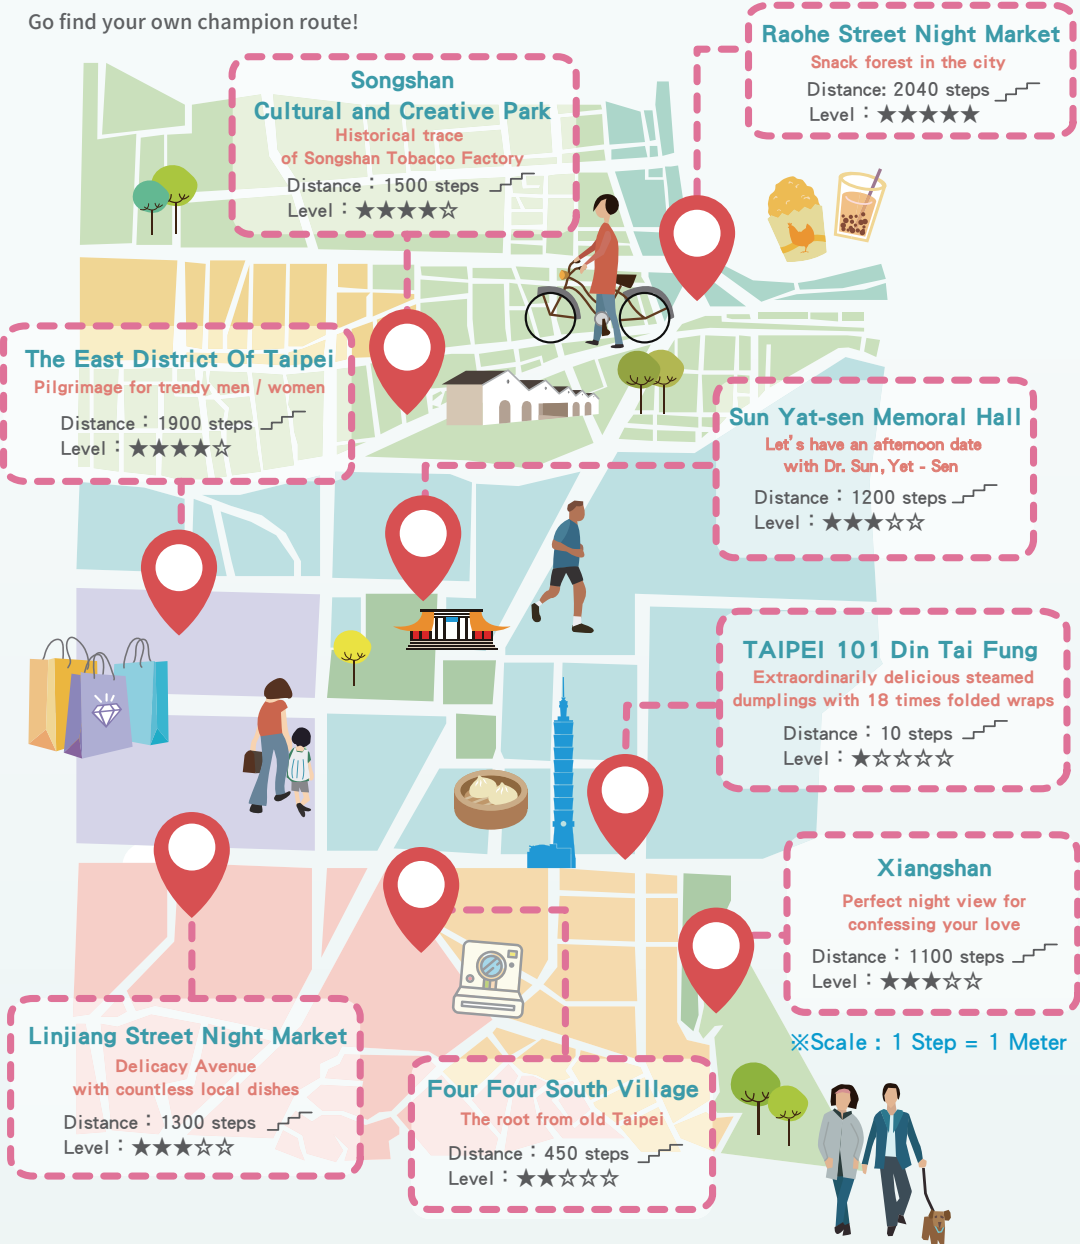 Go find your own champion route!
Raohe Street Night Market
Snack forest in the city
Distance: 2040 steps
Level：★★★★★
Songshan
Cultural and Creative Park
Historical trace
of Songshan Tobacco Factory
Distance：1500 steps
Level：★★★★☆
The East District Of Taipei
Pilgrimage for trendy men / women
Distance：1900 steps
Level：★★★★☆
Sun Yat-sen Memoral Hall
Let's have an afternoon date
with Dr. Sun, Yet - Sen
Distance：1200 steps
Level：★★★☆☆
TAIPEI 101 Din Tai Fung
Extraordinarily delicious steamed
dumplings with 18 times folded wraps
Distance：10 steps
Level：★☆☆☆☆
Xiangshan
Perfect night view for
confessing your love
Distance：1100 steps
Level：★★★☆☆
※Scale : 1 Step = 1 Meter
Linjiang Street Night Market
Delicacy Avenue
with countless local dishes
Distance：1300 steps
Level：★★★☆☆
Four Four South Village
The root from old Taipei
Distance：450 steps
Level：★★☆☆☆